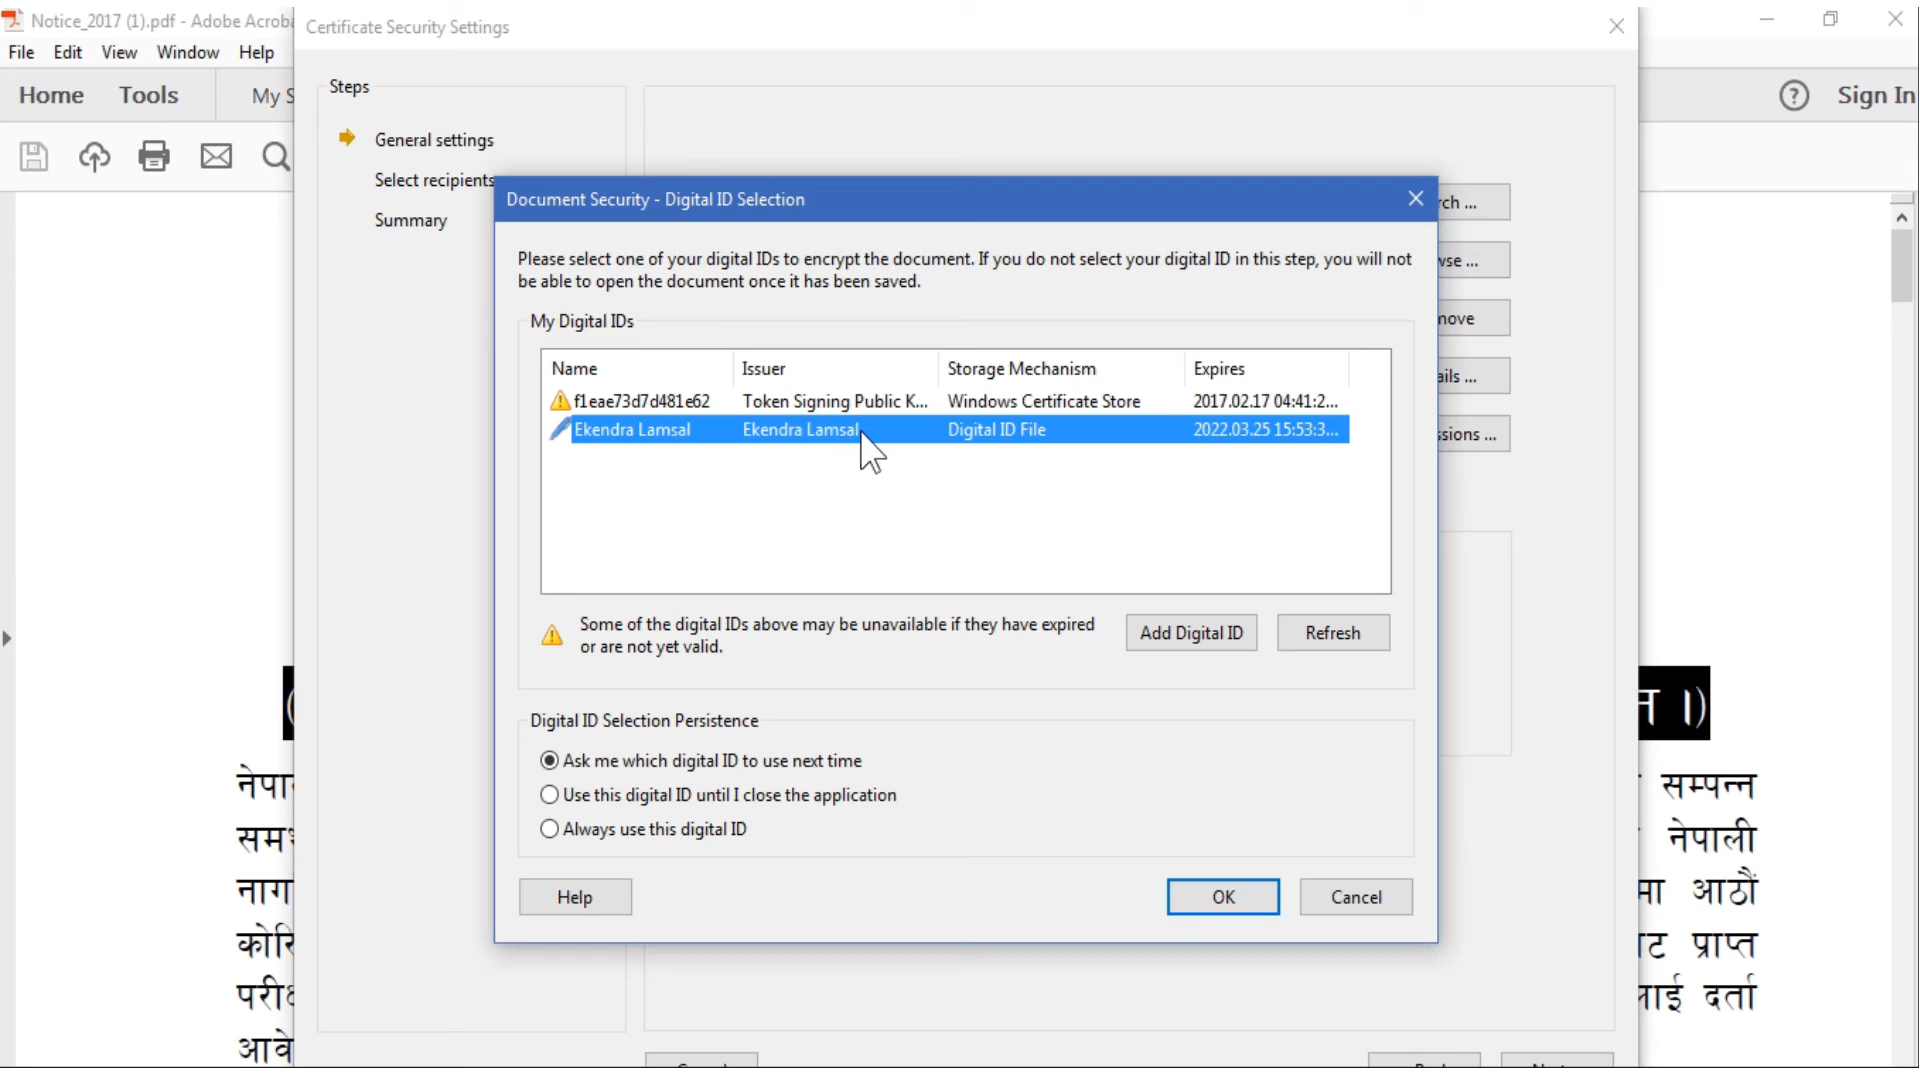 Notice_2017 (1).pdf - Adobe Acroba
Certificate Security Settings
File Edit View Window Help
Home Tools My S
Sign In
Steps
General settings
Select recipients
Summary
Document Security - Digital ID Selection
Please select one of your digital IDs to encrypt the document. If you do not select your digital ID in this step, you will not
be able to open the document once it has been saved.
My Digital IDs
Name Issuer Storage Mechanism Expires
f1eae73d7d481e62 Token Signing Public K... Windows Certificate Store 2017.02.17 04:41:2...
Ekendra Lamsal Ekendra Lamsal Digital ID File 2022.03.25 15:53:3...
Some of the digital IDs above may be unavailable if they have expired
or are not yet valid.
Add Digital ID Refresh
Digital ID Selection Persistence
Ask me which digital ID to use next time
Use this digital ID until I close the application
Always use this digital ID
Help OK Cancel
सम्पन्न
नेपाली
मा आठौं
प्राप्त
लाई दर्ता